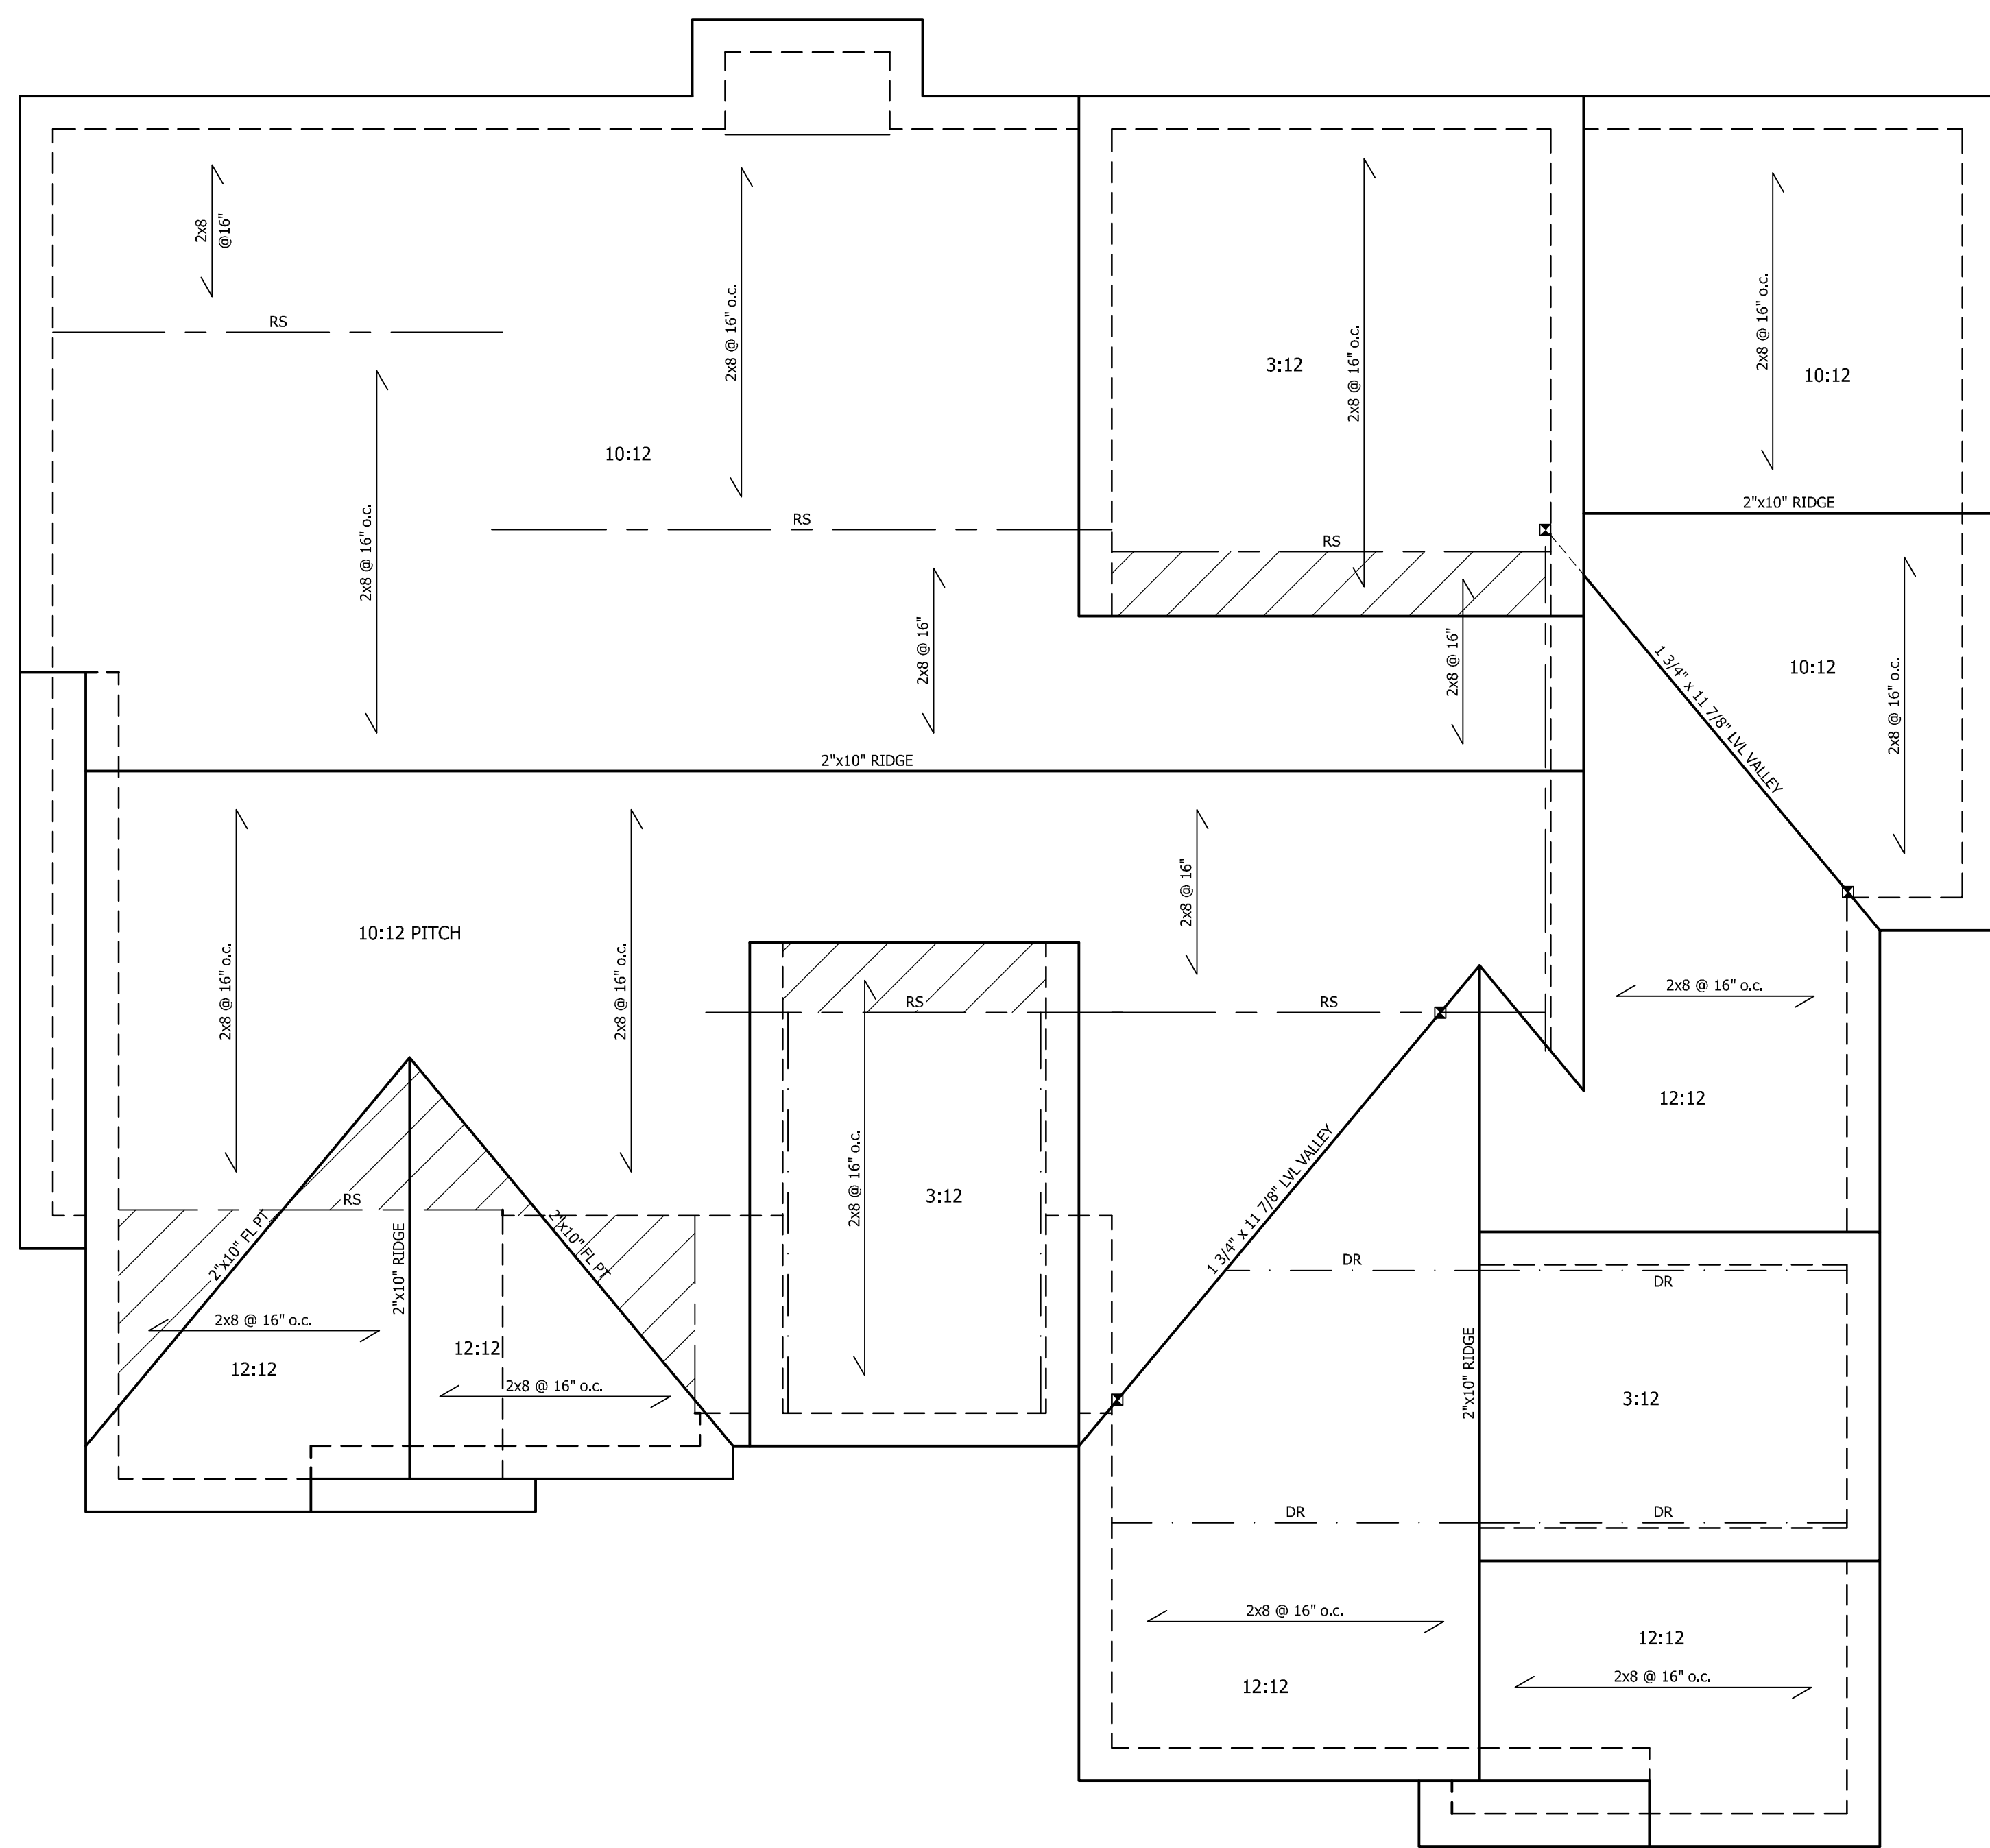 2x8
@16"
RS
2x8 @ 16" o.c.
2x8 @ 16" o.c.
10:12
RS
2x8 @ 16"
3:12
2x8 @ 16" o.c.
RS
2x8 @ 16"
2x8 @ 16" o.c.
10:12
2"x10" RIDGE
10:12
1 3/4" x 11 7/8" LVL VALLEY
2x8 @ 16" o.c.
2"x10" RIDGE
2x8 @ 16" o.c.
10:12 PITCH
2x8 @ 16" o.c.
2x8 @ 16"
RS
RS
2x8 @ 16" o.c.
12:12
2x8 @ 16" o.c.
3:12
RS
2"x10" FL PT
2"x10" RIDGE
2"x10" FL PT
2x8 @ 16" o.c.
12:12
12:12
2x8 @ 16" o.c.
1 3/4" x 11 7/8" LVL VALLEY
DR
DR
2"x10" RIDGE
3:12
DR
DR
2x8 @ 16" o.c.
12:12
12:12
2x8 @ 16" o.c.